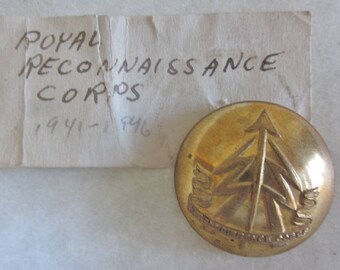 ROYAL
RECONNAISSANCE
CORPS
1941-1946